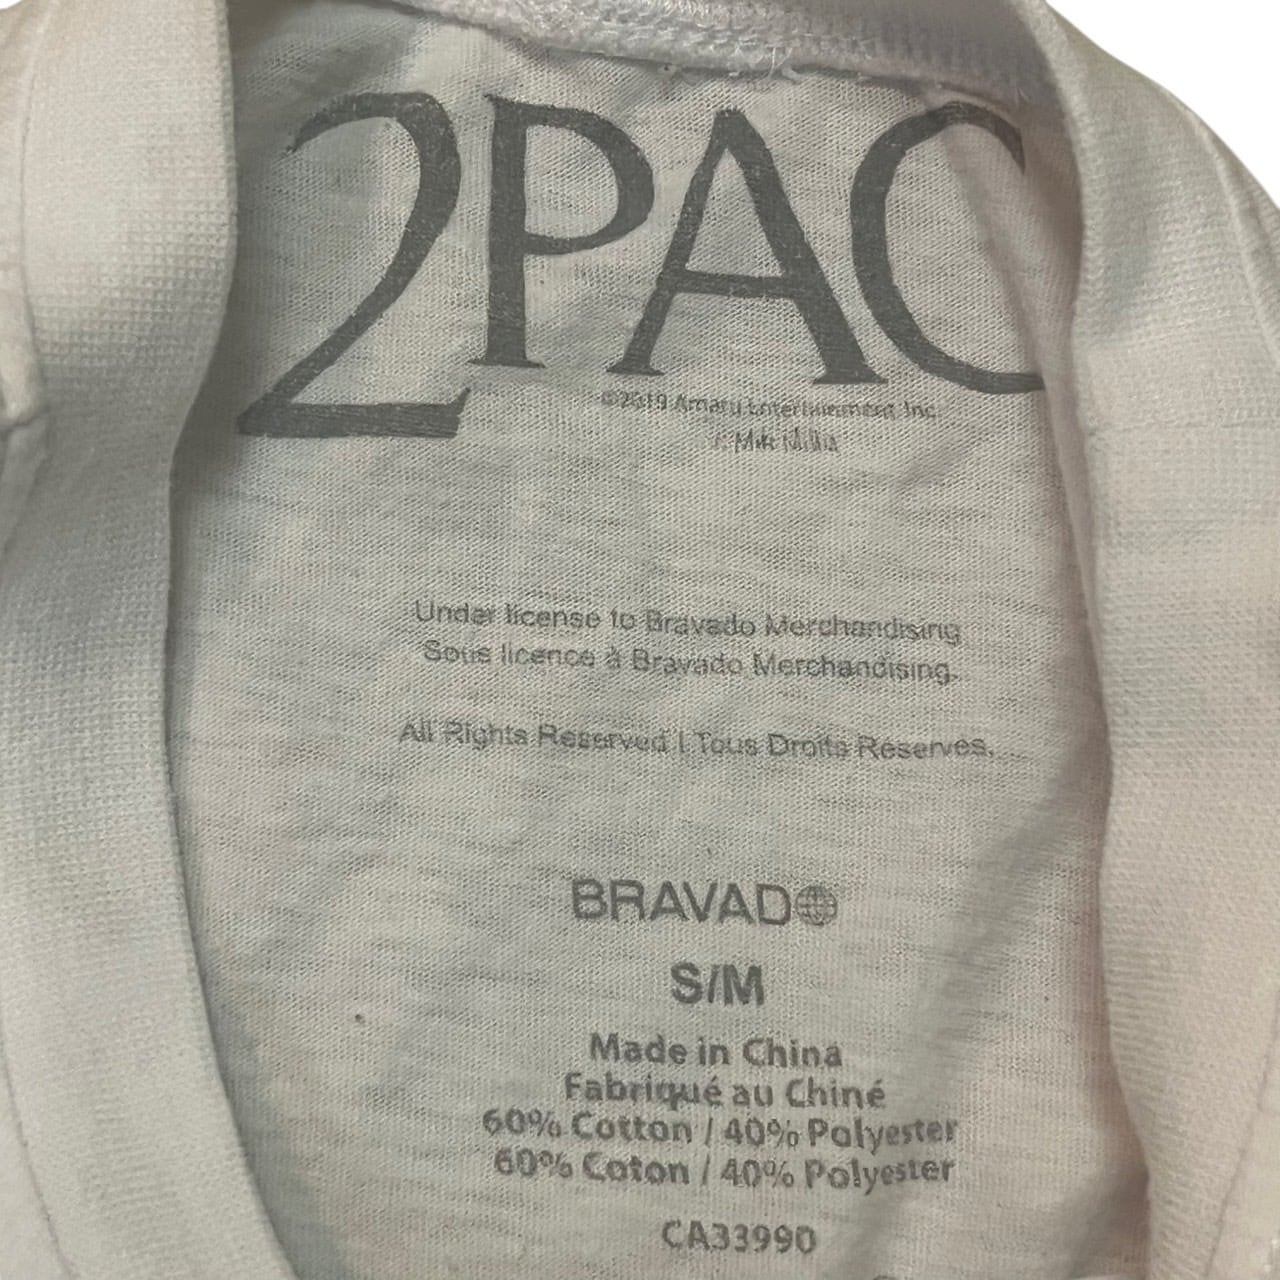 2PAC
©2019 Amaru Entertainment, Inc.
Under license to Bravado Merchandising
Sous licence à Bravado Merchandising.
All Rights Reserved | Tous Droits Reserves.
BRAVADO
S/M
Made in China
Fabriqué au Chiné
60% Cotton / 40% Polyester
60% Coton / 40% Polyester
CA33990